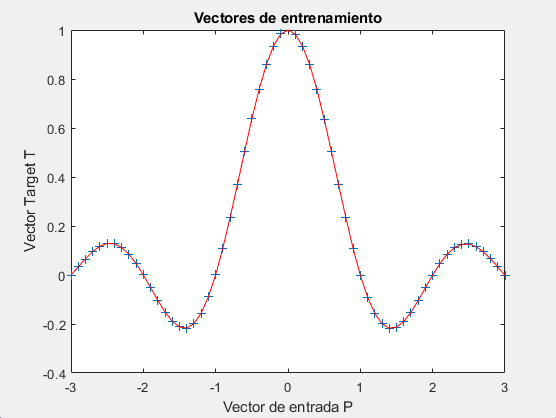 Vectores de entrenamiento
1
0.8
0.6
0.4
0.2
0
-0.2
-0.4
Vector Target T
-3 -2 -1 0 1 2 3
Vector de entrada P